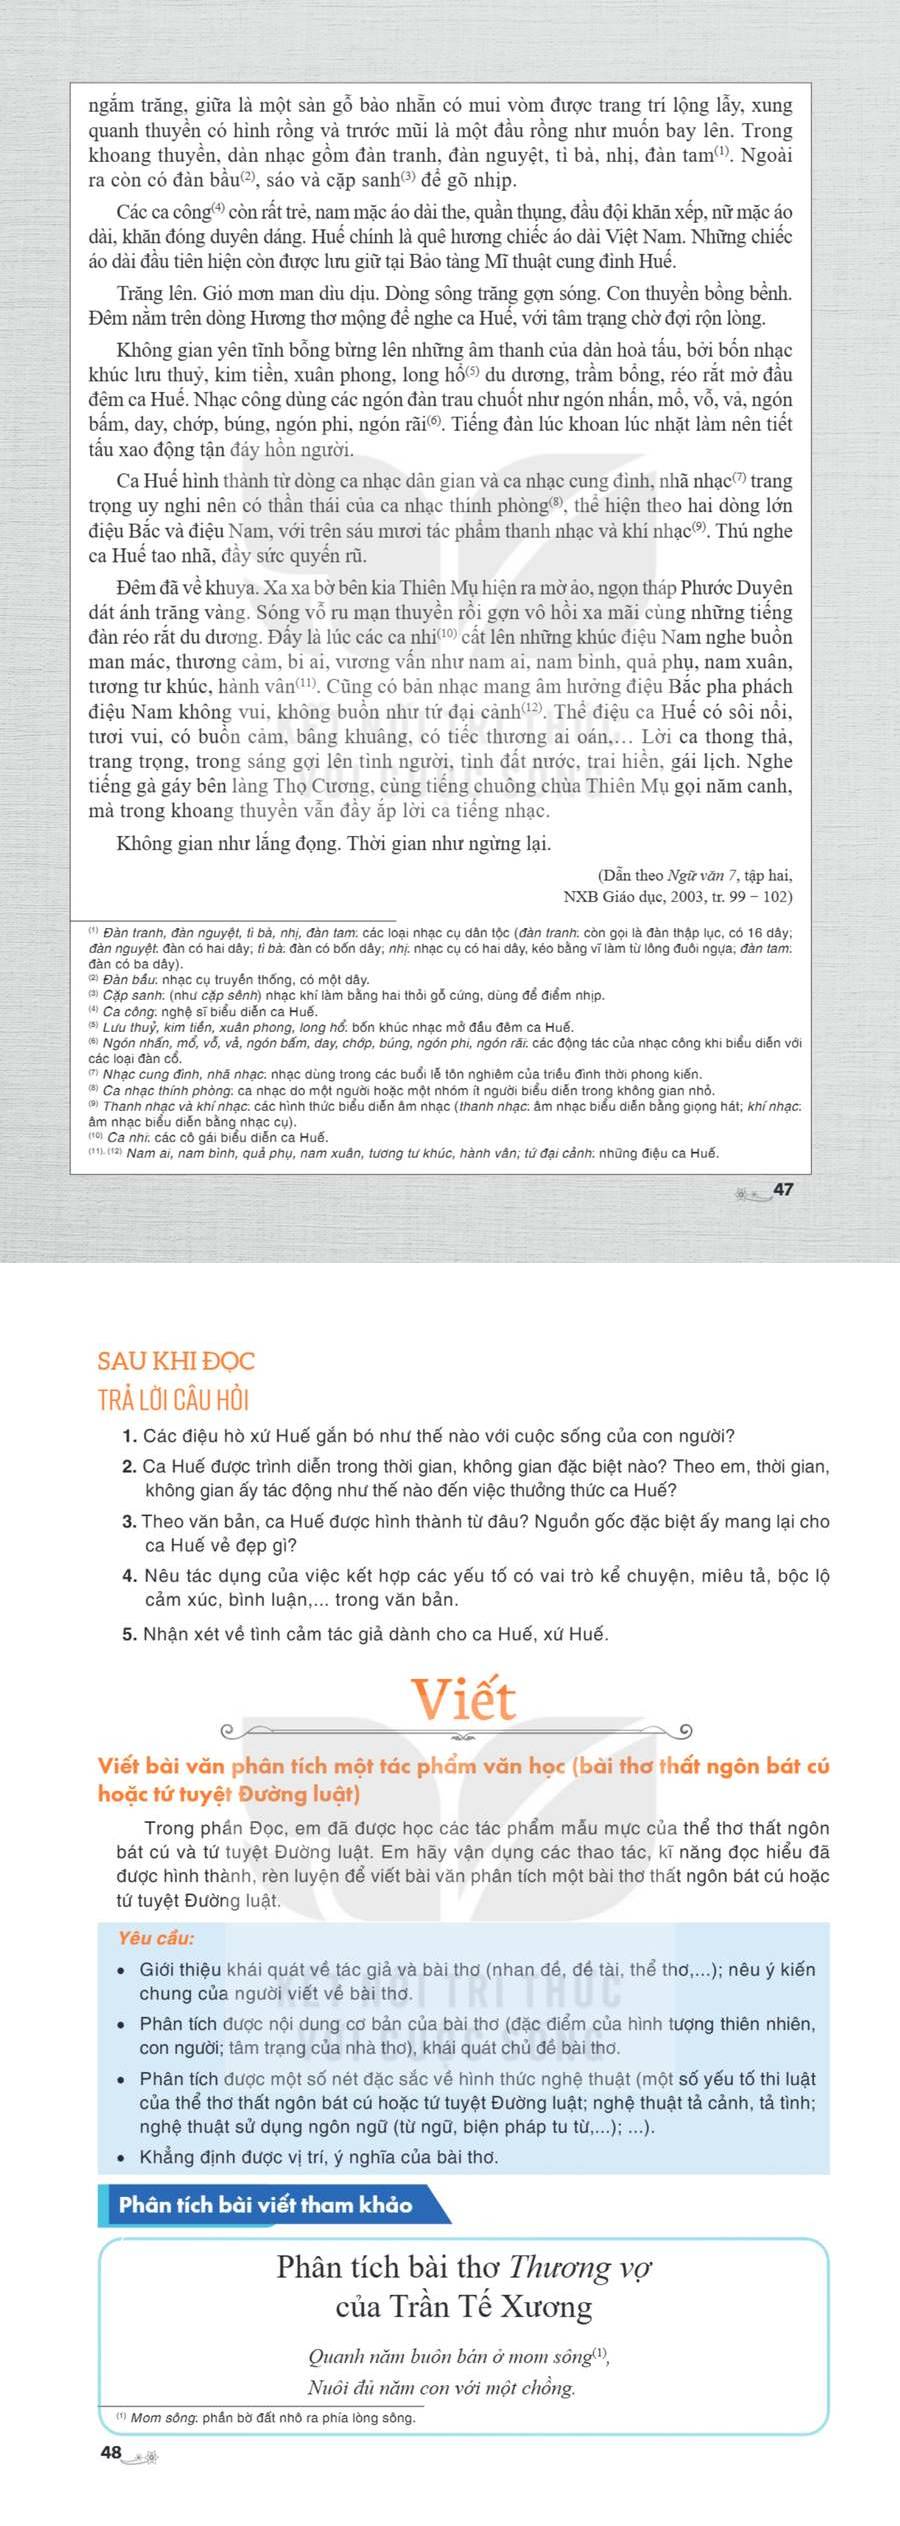 ngắm trăng, giữa là một sàn gỗ bào nhẵn có mui vòm được trang trí lộng lẫy, xung
quanh thuyền có hình rồng và trước mũi là một đầu rồng như muốn bay lên. Trong
khoang thuyền, dàn nhạc gồm đàn tranh, đàn nguyệt, tì bà, nhị, đàn tam⁽¹⁾. Ngoài
ra còn có đàn bầu⁽²⁾, sáo và cặp sanh⁽³⁾ để gõ nhịp.
Các ca công⁽⁴⁾ còn rất trẻ, nam mặc áo dài the, quần thụng, đầu đội khăn xếp, nữ mặc áo
dài, khăn đóng duyên dáng. Huế chính là quê hương chiếc áo dài Việt Nam. Những chiếc
áo dài đầu tiên hiện còn được lưu giữ tại Bảo tàng Mĩ thuật cung đình Huế.
Trăng lên. Gió mơn man dìu dịu. Dòng sông trăng gợn sóng. Con thuyền bồng bềnh.
Đêm nằm trên dòng Hương thơ mộng để nghe ca Huế, với tâm trạng chờ đợi rộn lòng.
Không gian yên tĩnh bỗng bừng lên những âm thanh của dàn hoà tấu, bởi bốn nhạc
khúc lưu thuỷ, kim tiền, xuân phong, long hổ⁽⁵⁾ du dương, trầm bổng, réo rắt mở đầu
đêm ca Huế. Nhạc công dùng các ngón đàn trau chuốt như ngón nhấn, mổ, vỗ, vả, ngón
bấm, day, chớp, búng, ngón phi, ngón rãi⁽⁶⁾. Tiếng đàn lúc khoan lúc nhặt làm nên tiết
tấu xao động tận đáy hồn người.
Ca Huế hình thành từ dòng ca nhạc dân gian và ca nhạc cung đình, nhã nhạc⁽⁷⁾ trang
trọng uy nghi nên có thần thái của ca nhạc thính phòng⁽⁸⁾, thể hiện theo hai dòng lớn
điệu Bắc và điệu Nam, với trên sáu mươi tác phẩm thanh nhạc và khí nhạc⁽⁹⁾. Thú nghe
ca Huế tao nhã, đầy sức quyến rũ.
Đêm đã về khuya. Xa xa bờ bên kia Thiên Mụ hiện ra mờ ảo, ngọn tháp Phước Duyên
dát ánh trăng vàng. Sóng vỗ ru mạn thuyền rồi gợn vô hồi xa mãi cùng những tiếng
đàn réo rắt du dương. Đấy là lúc các ca nhi⁽¹⁰⁾ cất lên những khúc điệu Nam nghe buồn
man mác, thương cảm, bi ai, vương vấn như nam ai, nam bình, quả phụ, nam xuân,
tương tư khúc, hành vân⁽¹¹⁾. Cũng có bản nhạc mang âm hưởng điệu Bắc pha phách
điệu Nam không vui, không buồn như tứ đại cảnh⁽¹²⁾. Thể điệu ca Huế có sôi nổi,
tươi vui, có buồn cảm, bâng khuâng, có tiếc thương ai oán,... Lời ca thong thả,
trang trọng, trong sáng gợi lên tình người, tình đất nước, trai hiền, gái lịch. Nghe
tiếng gà gáy bên làng Thọ Cương, cùng tiếng chuông chùa Thiên Mụ gọi năm canh,
mà trong khoang thuyền vẫn đầy ắp lời ca tiếng nhạc.
Không gian như lắng đọng. Thời gian như ngừng lại.
(Dẫn theo Ngữ văn 7, tập hai,
NXB Giáo dục, 2003, tr. 99 – 102)
⁽¹⁾ Đàn tranh, đàn nguyệt, tì bà, nhị, đàn tam: các loại nhạc cụ dân tộc (đàn tranh: còn gọi là đàn thập lục, có 16 dây;
đàn nguyệt: đàn có hai dây; tì bà: đàn có bốn dây; nhị: nhạc cụ có hai dây, kéo bằng vĩ làm từ lông đuôi ngựa; đàn tam:
đàn có ba dây).
⁽²⁾ Đàn bầu: nhạc cụ truyền thống, có một dây.
⁽³⁾ Cặp sanh: (như cặp sênh) nhạc khí làm bằng hai thỏi gỗ cứng, dùng để điểm nhịp.
⁽⁴⁾ Ca công: nghệ sĩ biểu diễn ca Huế.
⁽⁵⁾ Lưu thuỷ, kim tiền, xuân phong, long hổ: bốn khúc nhạc mở đầu đêm ca Huế.
⁽⁶⁾ Ngón nhấn, mổ, vỗ, vả, ngón bấm, day, chớp, búng, ngón phi, ngón rãi: các động tác của nhạc công khi biểu diễn với
các loại đàn cổ.
⁽⁷⁾ Nhạc cung đình, nhã nhạc: nhạc dùng trong các buổi lễ tôn nghiêm của triều đình thời phong kiến.
⁽⁸⁾ Ca nhạc thính phòng: ca nhạc do một người hoặc một nhóm ít người biểu diễn trong không gian nhỏ.
⁽⁹⁾ Thanh nhạc và khí nhạc: các hình thức biểu diễn âm nhạc (thanh nhạc: âm nhạc biểu diễn bằng giọng hát; khí nhạc:
âm nhạc biểu diễn bằng nhạc cụ).
⁽¹⁰⁾ Ca nhi: các cô gái biểu diễn ca Huế.
⁽¹¹⁾, ⁽¹²⁾ Nam ai, nam bình, quả phụ, nam xuân, tương tư khúc, hành vân; tứ đại cảnh: những điệu ca Huế.
KẾT NỐI TRI THỨC
VỚI CUỘC SỐNG
47
SAU KHI ĐỌC
TRẢ LỜI CÂU HỎI
1. Các điệu hò xứ Huế gắn bó như thế nào với cuộc sống của con người?
2. Ca Huế được trình diễn trong thời gian, không gian đặc biệt nào? Theo em, thời gian,
không gian ấy tác động như thế nào đến việc thưởng thức ca Huế?
3. Theo văn bản, ca Huế được hình thành từ đâu? Nguồn gốc đặc biệt ấy mang lại cho
ca Huế vẻ đẹp gì?
4. Nêu tác dụng của việc kết hợp các yếu tố có vai trò kể chuyện, miêu tả, bộc lộ
cảm xúc, bình luận,... trong văn bản.
5. Nhận xét về tình cảm tác giả dành cho ca Huế, xứ Huế.
Viết
Viết bài văn phân tích một tác phẩm văn học (bài thơ thất ngôn bát cú
hoặc tứ tuyệt Đường luật)
Trong phần Đọc, em đã được học các tác phẩm mẫu mực của thể thơ thất ngôn
bát cú và tứ tuyệt Đường luật. Em hãy vận dụng các thao tác, kĩ năng đọc hiểu đã
được hình thành, rèn luyện để viết bài văn phân tích một bài thơ thất ngôn bát cú hoặc
tứ tuyệt Đường luật.
Yêu cầu:
• Giới thiệu khái quát về tác giả và bài thơ (nhan đề, đề tài, thể thơ,...); nêu ý kiến
chung của người viết về bài thơ.
• Phân tích được nội dung cơ bản của bài thơ (đặc điểm của hình tượng thiên nhiên,
con người; tâm trạng của nhà thơ), khái quát chủ đề bài thơ.
• Phân tích được một số nét đặc sắc về hình thức nghệ thuật (một số yếu tố thi luật
của thể thơ thất ngôn bát cú hoặc tứ tuyệt Đường luật; nghệ thuật tả cảnh, tả tình;
nghệ thuật sử dụng ngôn ngữ (từ ngữ, biện pháp tu từ,...); ...).
• Khẳng định được vị trí, ý nghĩa của bài thơ.
KẾT NỐI TRI THỨC
VỚI CUỘC SỐNG
Phân tích bài viết tham khảo
Phân tích bài thơ Thương vợ
của Trần Tế Xương
Quanh năm buôn bán ở mom sông⁽¹⁾,
Nuôi đủ năm con với một chồng.
⁽¹⁾ Mom sông: phần bờ đất nhô ra phía lòng sông.
48